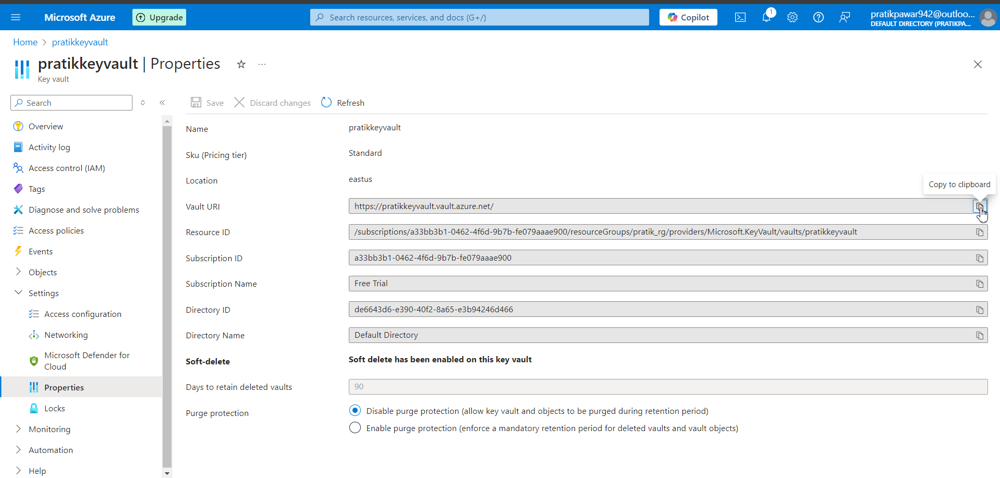 Microsoft Azure
Upgrade
Search resources, services, and docs (G+/)
Copilot
1
pratikpawar942@outloo...
DEFAULT DIRECTORY (PRATIKPA...
Home > pratikkeyvault
pratikkeyvault | Properties
Key vault
Search
Save
Discard changes
Refresh
Overview
Activity log
Access control (IAM)
Tags
Diagnose and solve problems
Access policies
Events
Objects
Settings
Access configuration
Networking
Microsoft Defender for
Cloud
Properties
Locks
Monitoring
Automation
Help
Name
pratikkeyvault
Sku (Pricing tier)
Standard
Location
eastus
Copy to clipboard
Vault URI
https://pratikkeyvault.vault.azure.net/
Resource ID
/subscriptions/a33bb3b1-0462-4f6d-9b7b-fe079aaae900/resourceGroups/pratik_rg/providers/Microsoft.KeyVault/vaults/pratikkeyvault
Subscription ID
a33bb3b1-0462-4f6d-9b7b-fe079aaae900
Subscription Name
Free Trial
Directory ID
de6643d6-e390-40f2-8a65-e3b94246d466
Directory Name
Default Directory
Soft-delete
Soft delete has been enabled on this key vault
Days to retain deleted vaults
90
Purge protection
Disable purge protection (allow key vault and objects to be purged during retention period)
Enable purge protection (enforce a mandatory retention period for deleted vaults and vault objects)